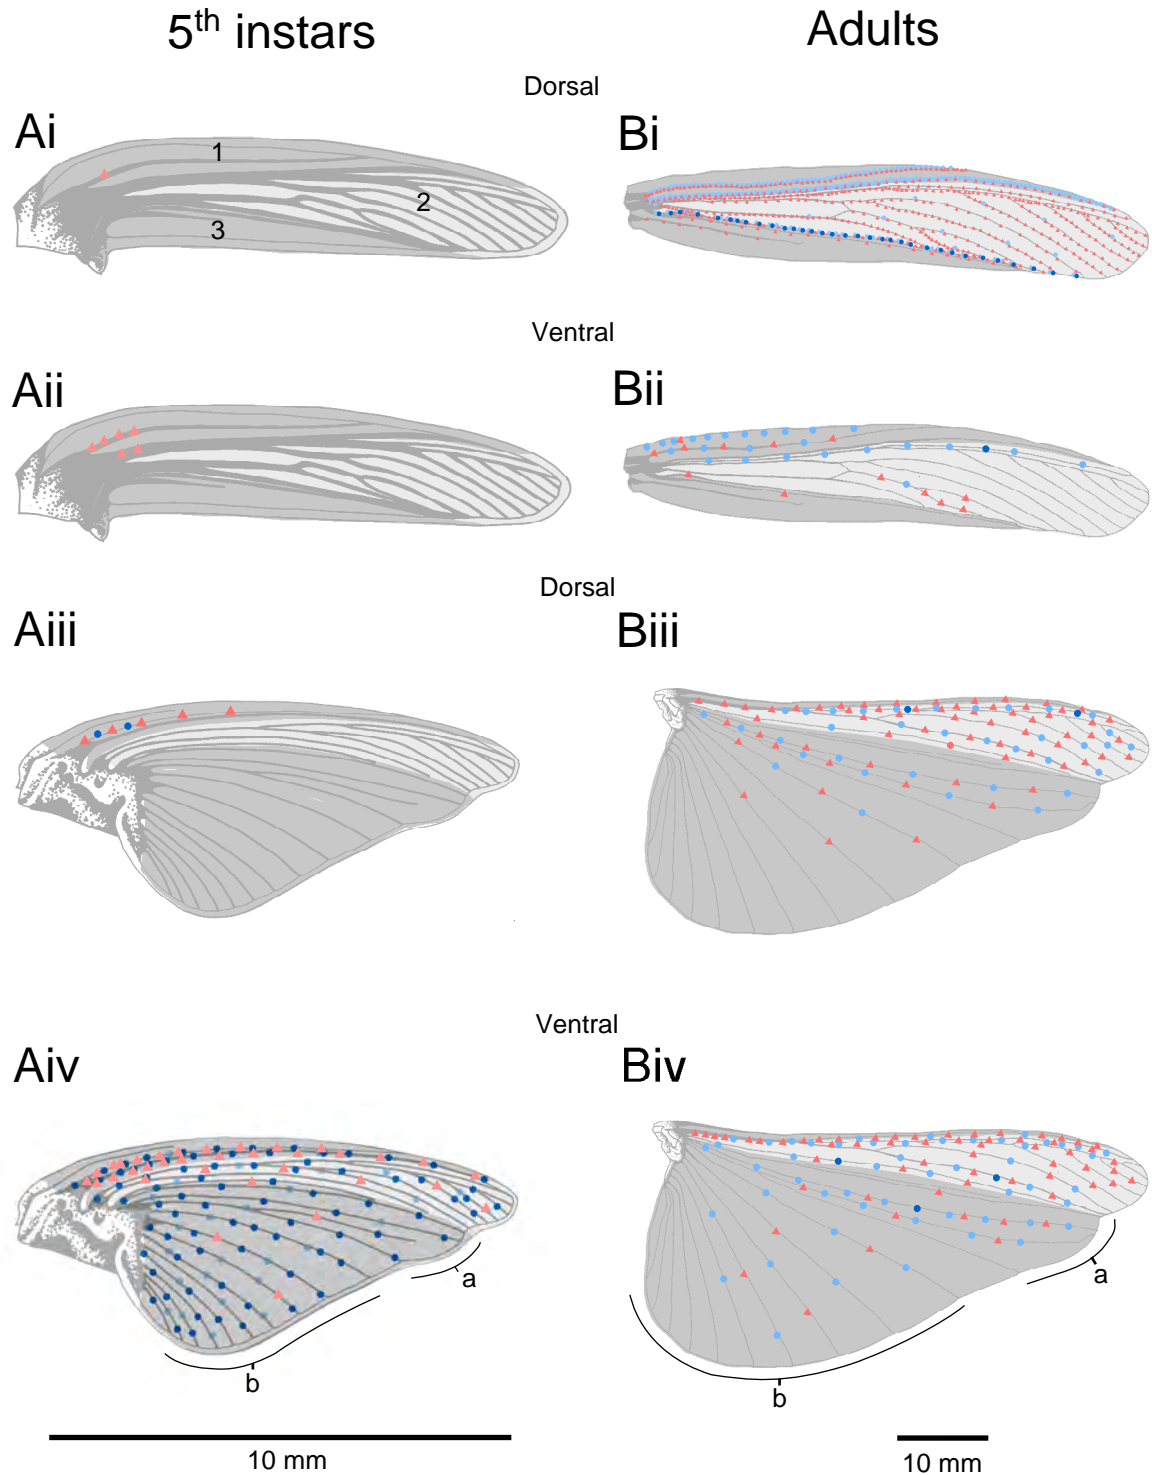 5th instars
Adults
Dorsal
Ai
Bi
1
2
3
Ventral
Aii
Bii
Dorsal
Aiii
Biii
Ventral
Aiv
Biv
a
b
a
b
10 mm
10 mm